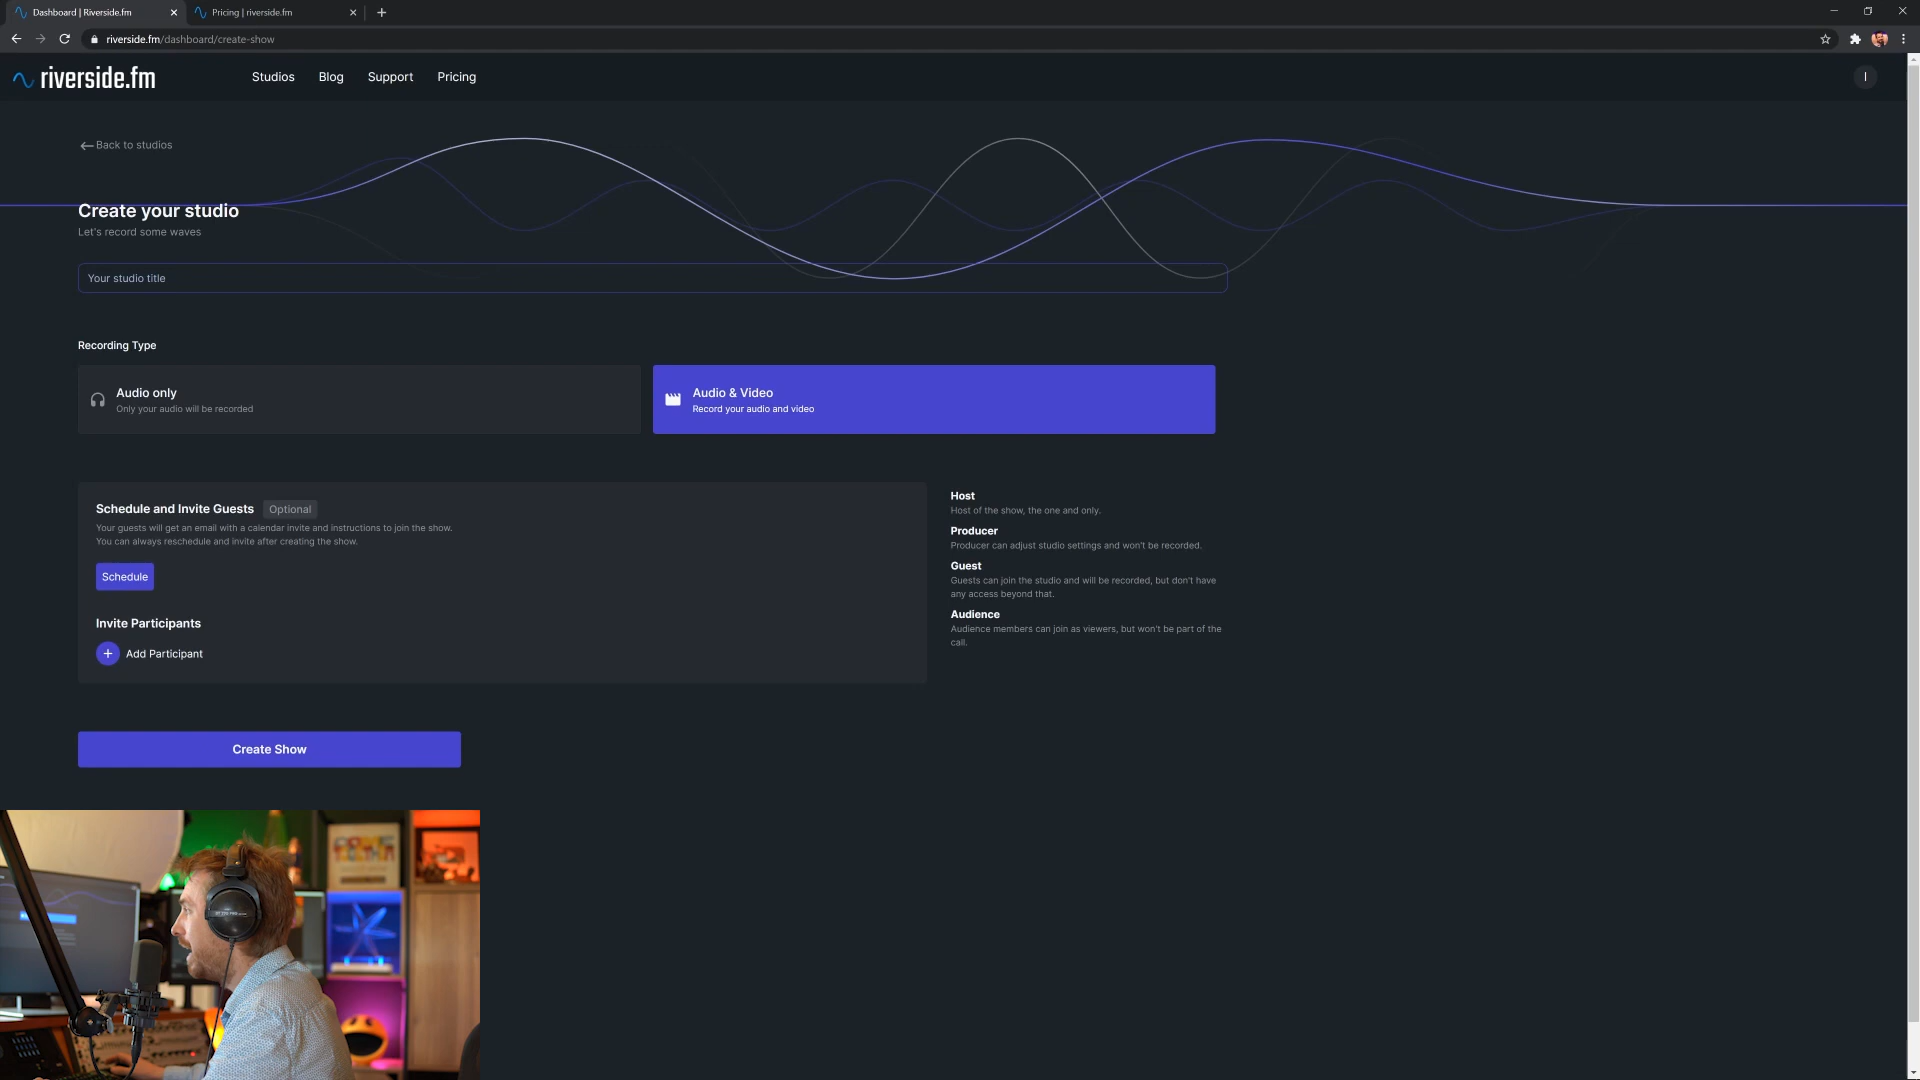 Dashboard | Riverside.fm
Pricing | riverside.fm
riverside.fm/dashboard/create-show
riverside.fm
Studios
Blog
Support
Pricing
I
Back to studios
Create your studio
Let's record some waves
Your studio title
Recording Type
Audio only
Only your audio will be recorded
Audio & Video
Record your audio and video
Schedule and Invite Guests Optional
Your guests will get an email with a calendar invite and instructions to join the show.
You can always reschedule and invite after creating the show.
Schedule
Invite Participants
Add Participant
Host
Host of the show, the one and only.
Producer
Producer can adjust studio settings and won't be recorded.
Guest
Guests can join the studio and will be recorded, but don't have
any access beyond that.
Audience
Audience members can join as viewers, but won't be part of the
call.
Create Show